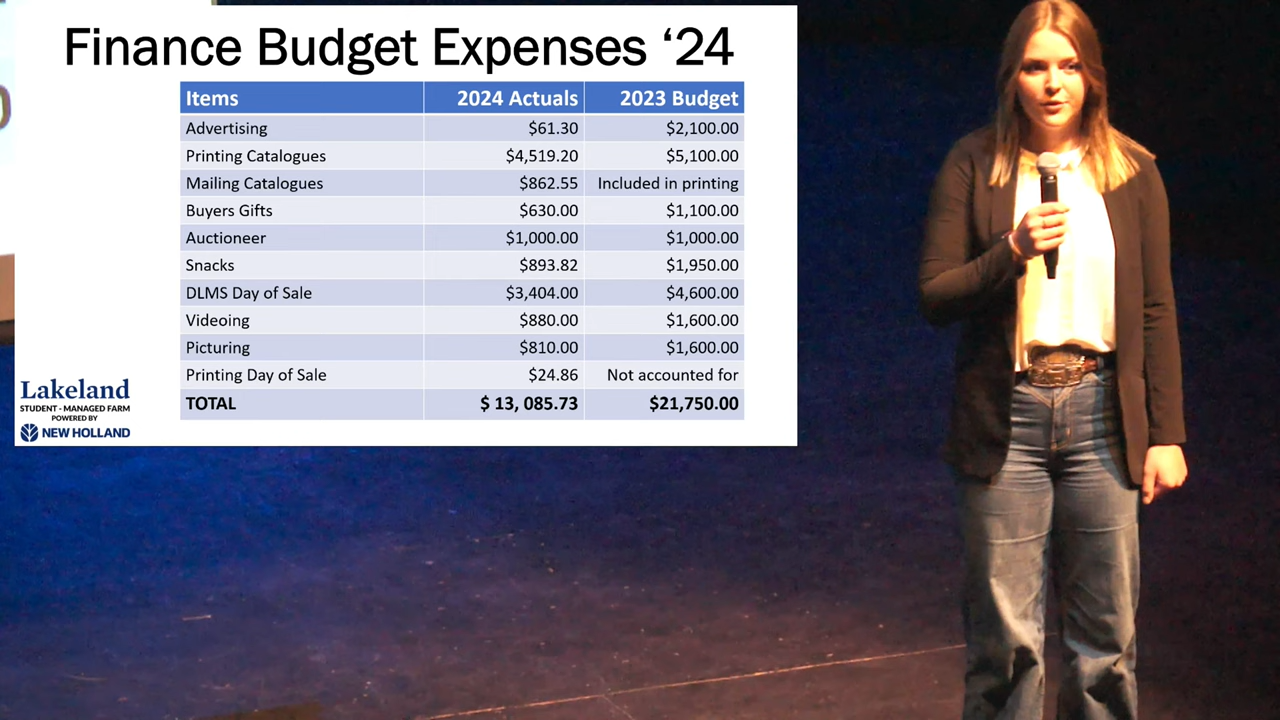 Finance Budget Expenses ‘24
Items 2024 Actuals 2023 Budget
Advertising $61.30 $2,100.00
Printing Catalogues $4,519.20 $5,100.00
Mailing Catalogues $862.55 Included in printing
Buyers Gifts $630.00 $1,100.00
Auctioneer $1,000.00 $1,000.00
Snacks $893.82 $1,950.00
DLMS Day of Sale $3,404.00 $4,600.00
Videoing $880.00 $1,600.00
Picturing $810.00 $1,600.00
Printing Day of Sale $24.86 Not accounted for
TOTAL $ 13, 085.73 $21,750.00
Lakeland
STUDENT - MANAGED FARM
POWERED BY
NEW HOLLAND